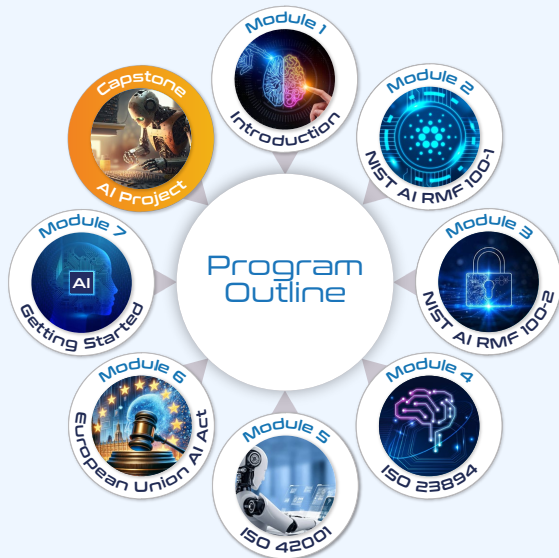 Program
Outline
Module 1
Introduction
Module 2
NIST AI RMF 100-1
Module 3
NIST AI RMF 100-2
Module 4
ISO 23894
Module 5
ISO 42001
Module 6
European Union AI Act
Module 7
AI
Getting Started
Capstone
AI Project